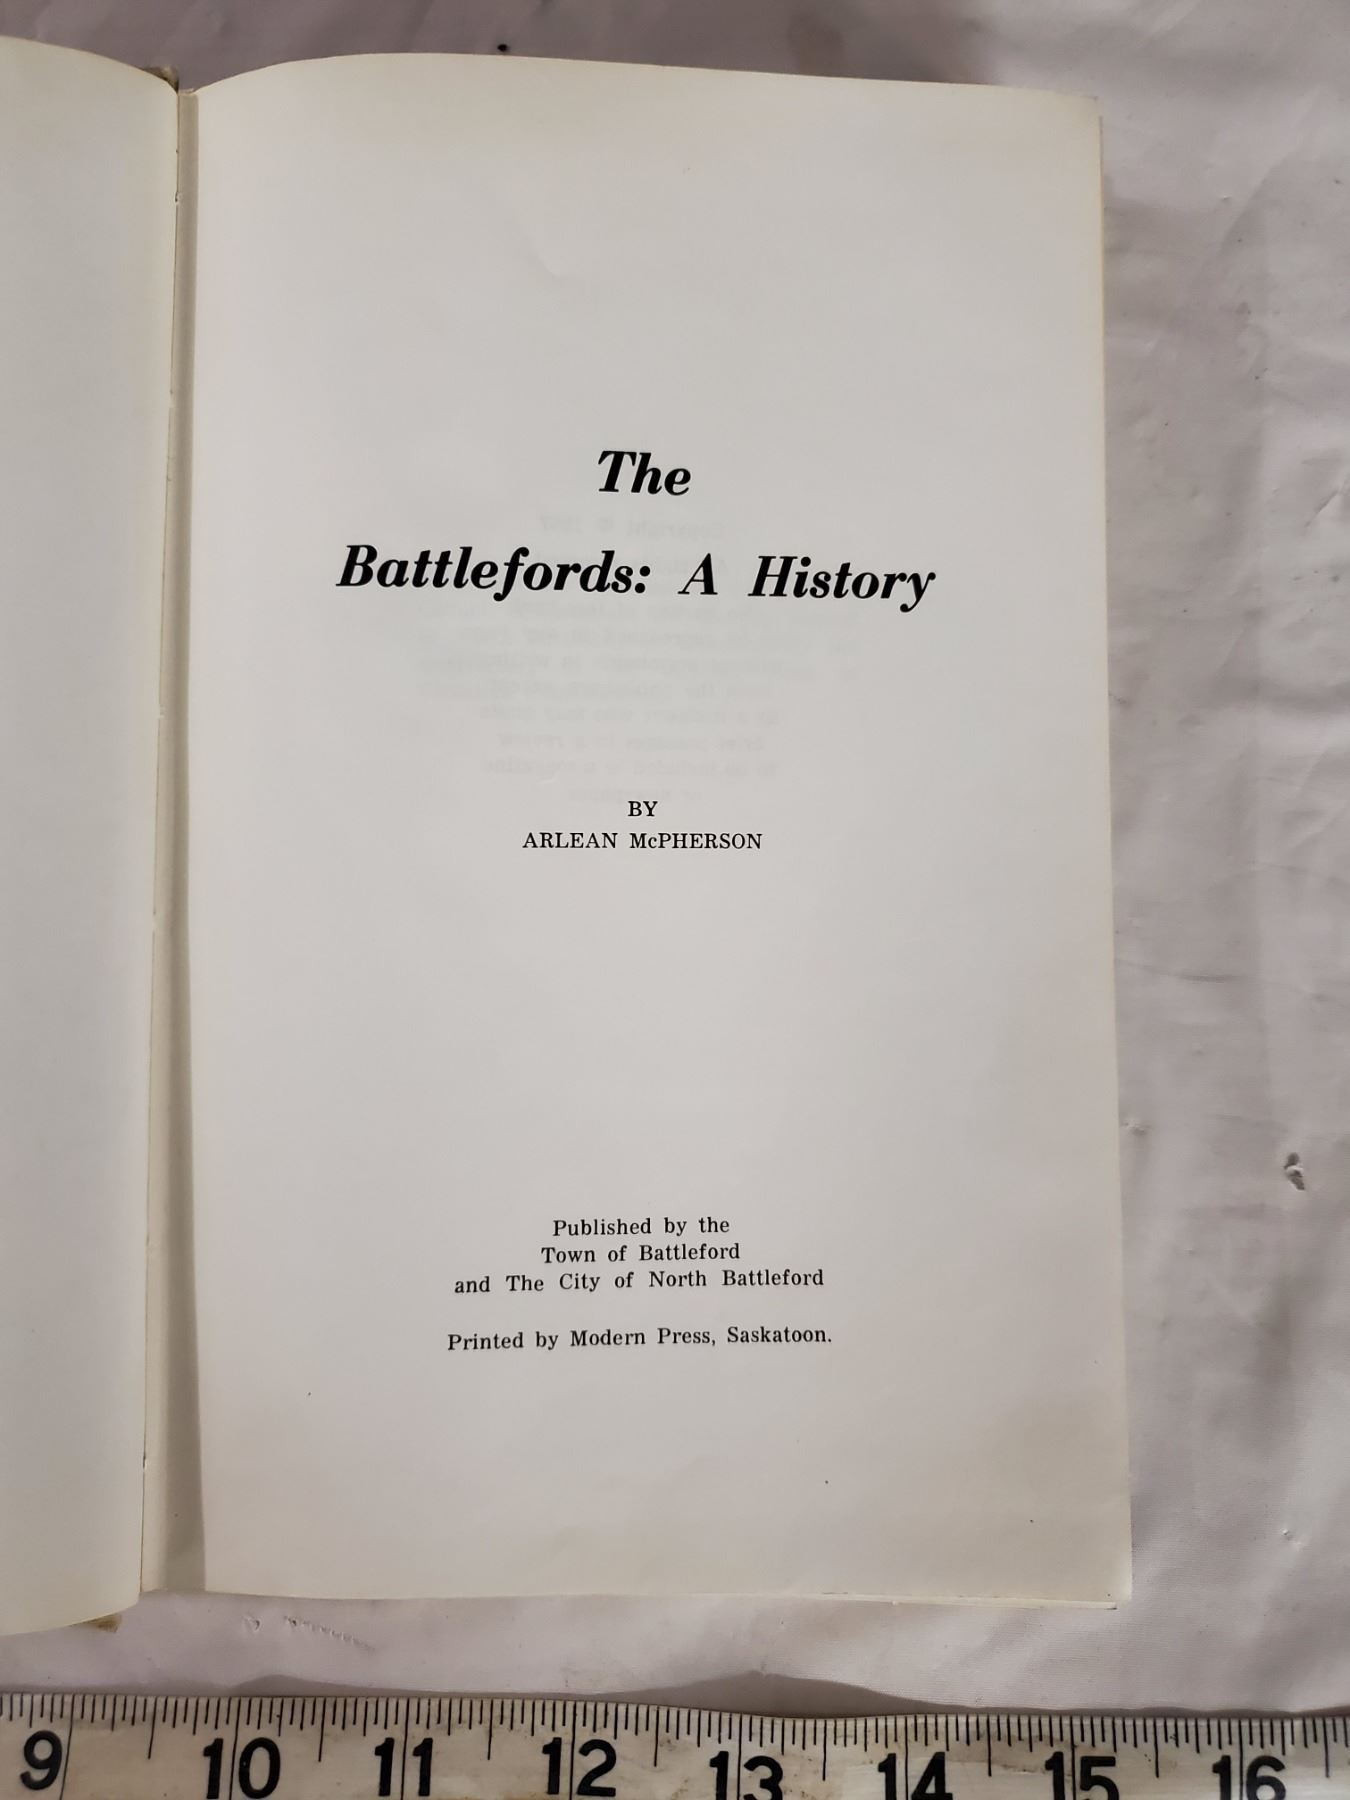 The
Battlefords: A History
BY
ARLEAN McPHERSON
Published by the
Town of Battleford
and The City of North Battleford
Printed by Modern Press, Saskatoon.
9 10 11 12 13 14 15 16